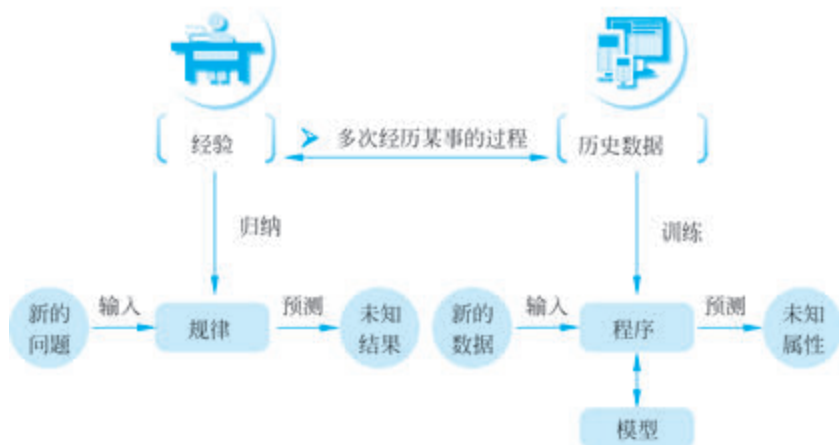 经验
多次经历某事的过程
历史数据
归纳
训练
新的
问题
输入
规律
预测
未知
结果
新的
数据
输入
程序
预测
未知
属性
模型